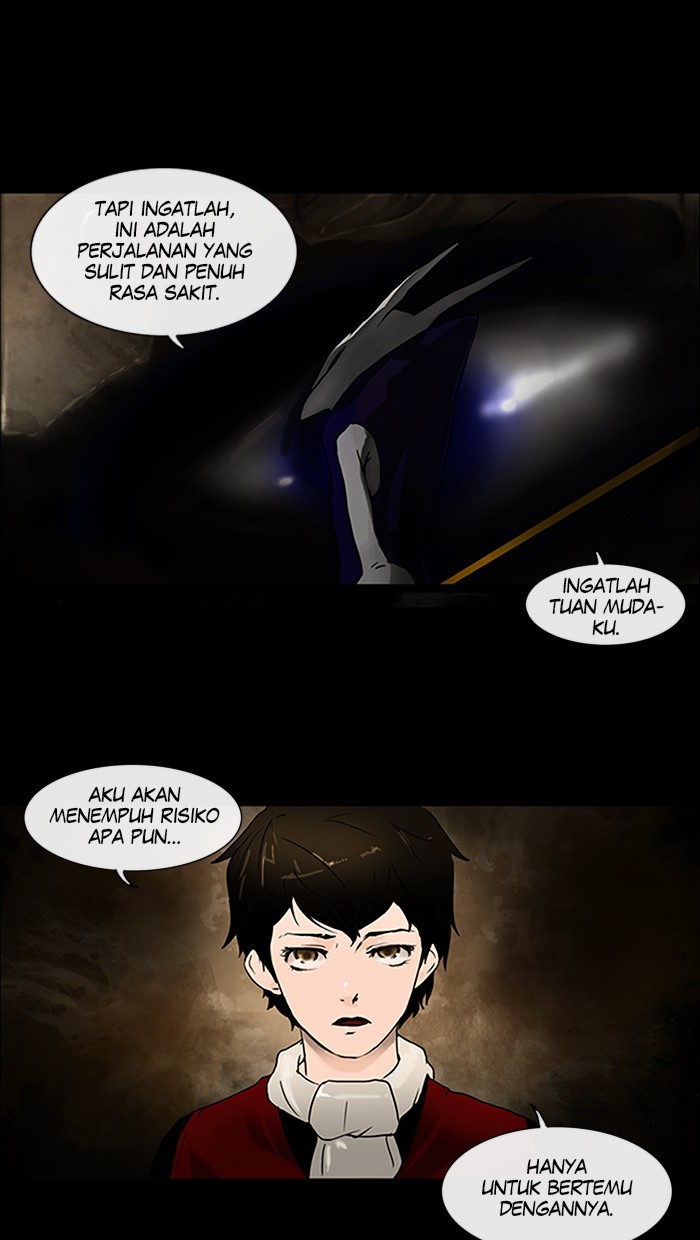 TAPI INGATLAH,
INI ADALAH
PERJALANAN YANG
SULIT DAN PENUH
RASA SAKIT.
INGATLAH
TUAN MUDA-
KU.
AKU AKAN
MENEMPUH RISIKO
APA PUN...
HANYA
UNTUK BERTEMU
DENGANNYA.